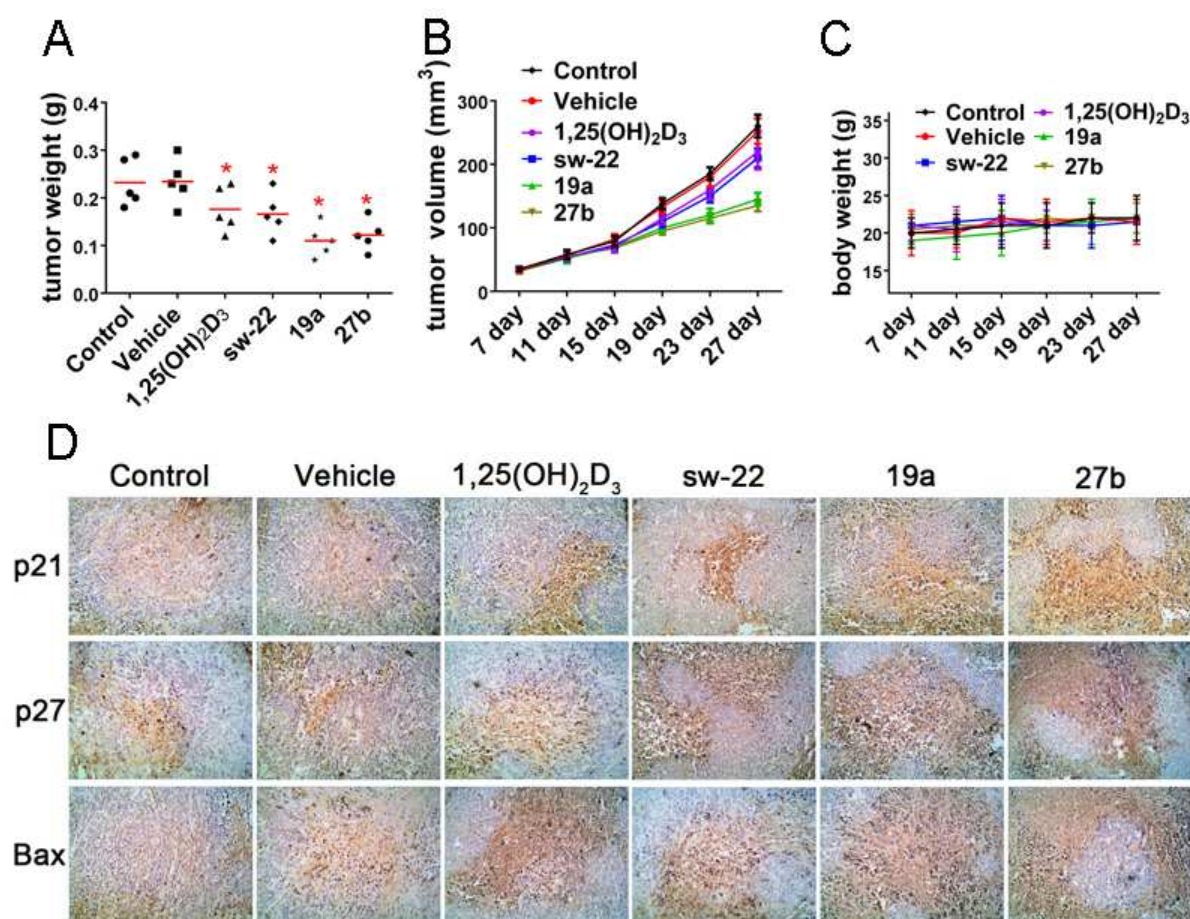 A
tumor weight (g)
0.4
0.3
0.2
0.1
0.0
* * * *
Control
Vehicle
1,25(OH)₂D₃
sw-22
19a
27b
B
tumor volume (mm³)
300
200
100
0
Control
Vehicle
1,25(OH)₂D₃
sw-22
19a
27b
7 day
11 day
15 day
19 day
23 day
27 day
C
body weight (g)
35
30
25
20
15
Control
Vehicle
sw-22
1,25(OH)₂D₃
19a
27b
7 day
11 day
15 day
19 day
23 day
27 day
D
Control Vehicle 1,25(OH)₂D₃ sw-22 19a 27b
p21
p27
Bax